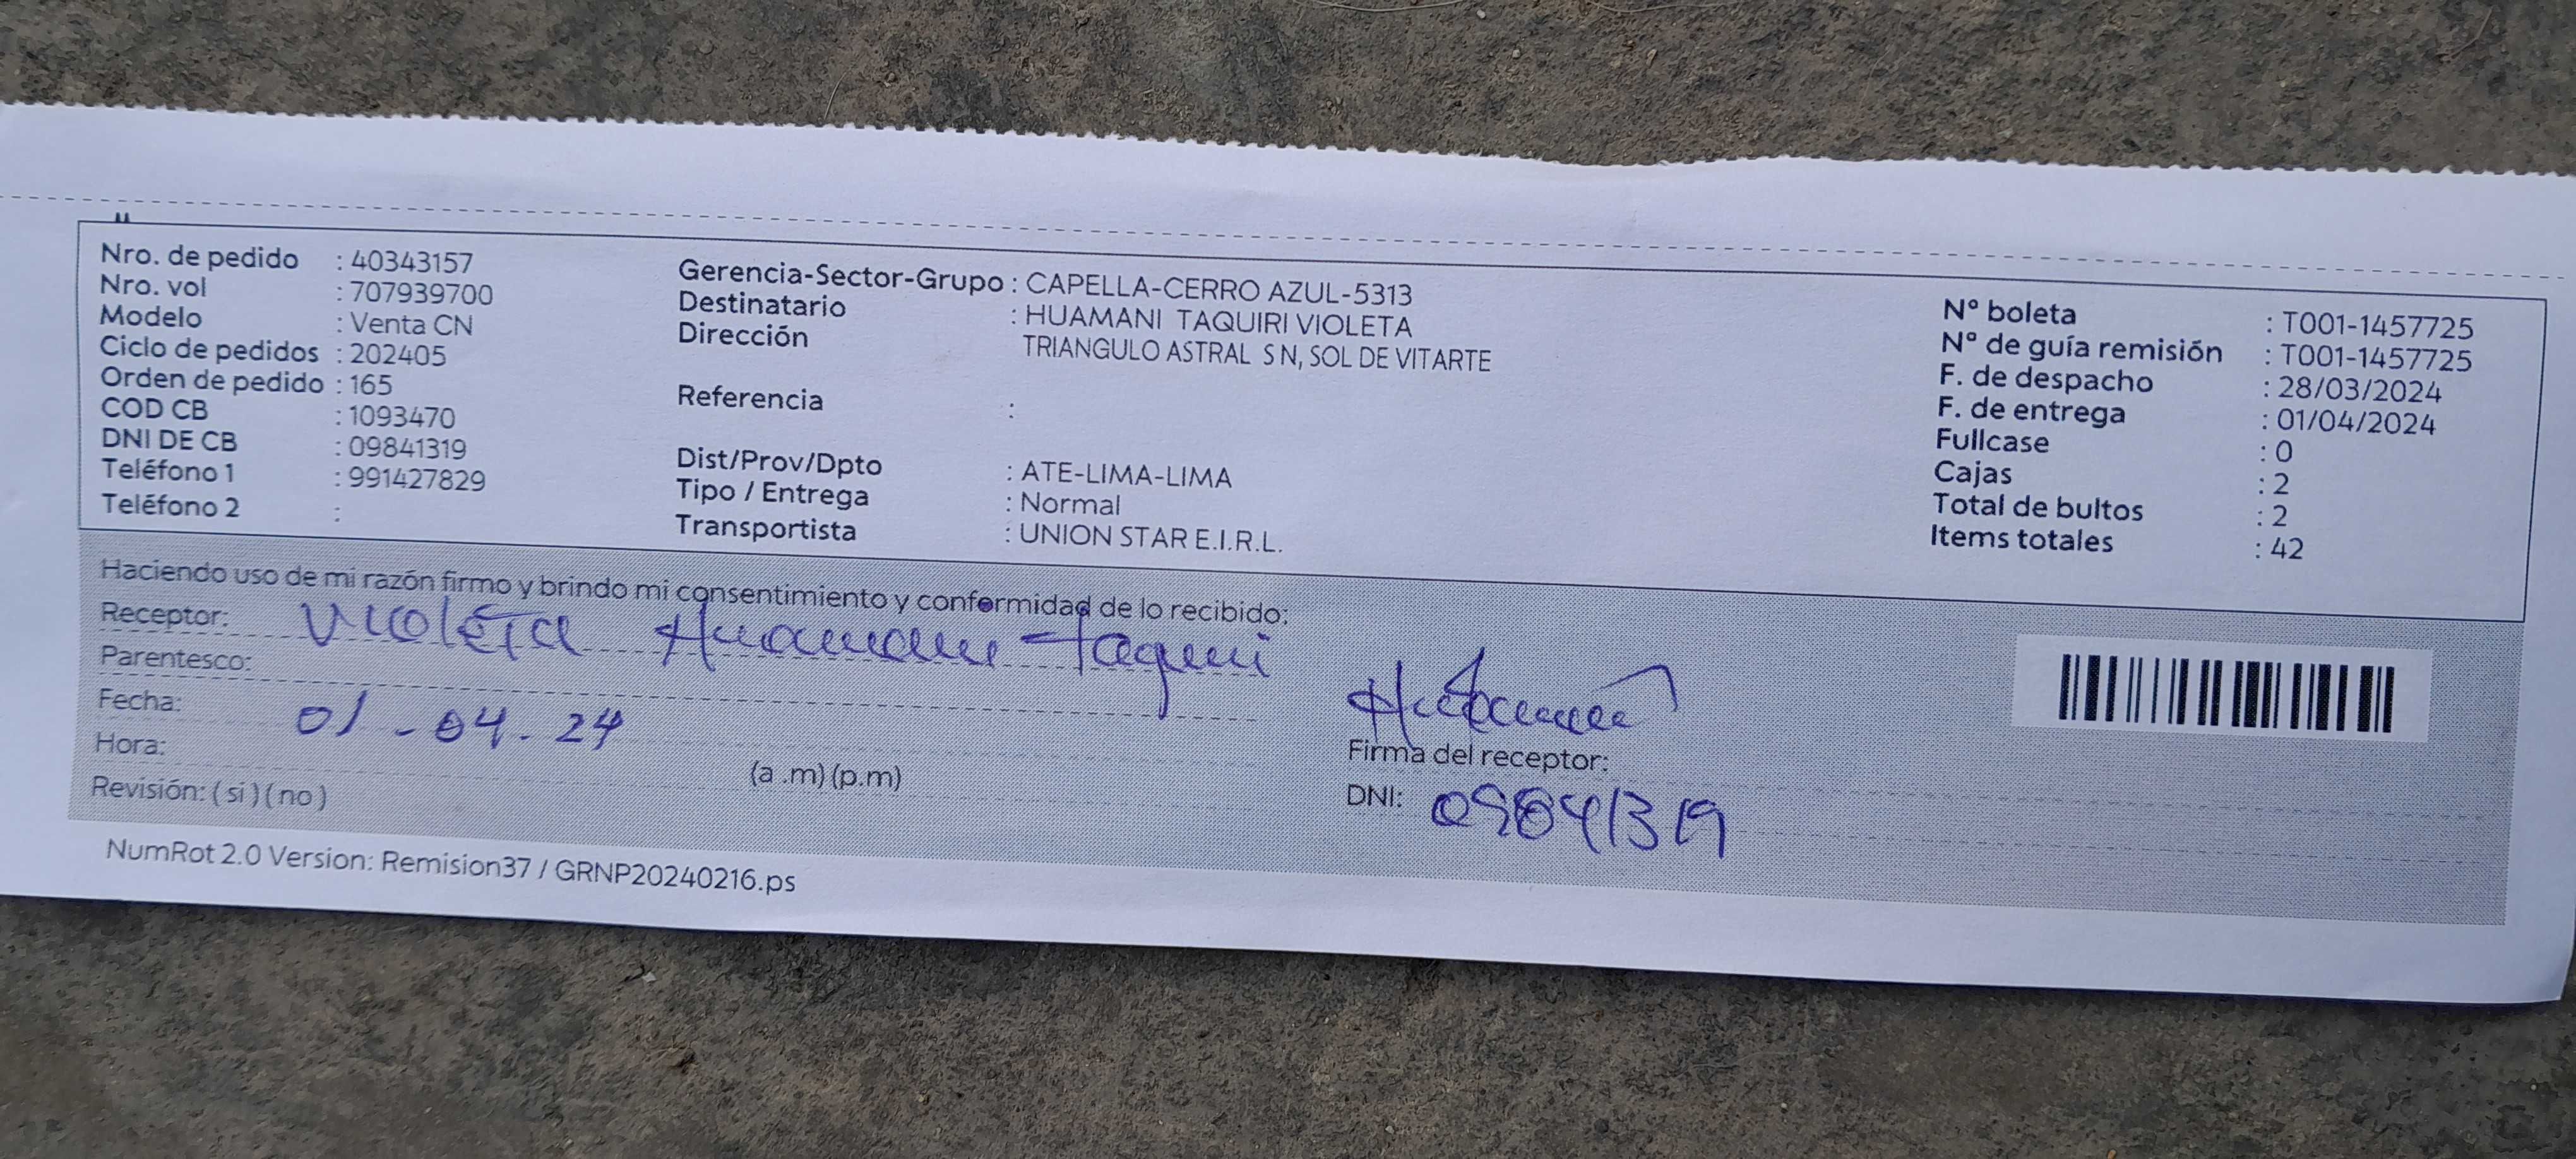 Nro. de pedido : 40343157
Nro. vol : 707939700
Modelo : Venta CN
Ciclo de pedidos : 202405
Orden de pedido : 165
COD CB : 1093470
DNI DE CB : 09841319
Teléfono 1 : 991427829
Teléfono 2 :
Gerencia-Sector-Grupo : CAPELLA-CERRO AZUL-5313
Destinatario : HUAMANI TAQUIRI VIOLETA
Dirección TRIANGULO ASTRAL S N, SOL DE VITARTE
Referencia :
Dist/Prov/Dpto : ATE-LIMA-LIMA
Tipo / Entrega : Normal
Transportista : UNION STAR E.I.R.L.
N° boleta : T001-1457725
N° de guía remisión : T001-1457725
F. de despacho : 28/03/2024
F. de entrega : 01/04/2024
Fullcase : 0
Cajas : 2
Total de bultos : 2
Items totales : 42
Haciendo uso de mi razón firmo y brindo mi consentimiento y conformidad de lo recibido:
Receptor: Violeta Huamani Taquiri
Parentesco:
Fecha: 01-04-24
Hora: (a .m) (p.m)
Revisión: ( si ) ( no )
Firma del receptor:
DNI: 09841319
NumRot 2.0 Version: Remision37 / GRNP20240216.ps